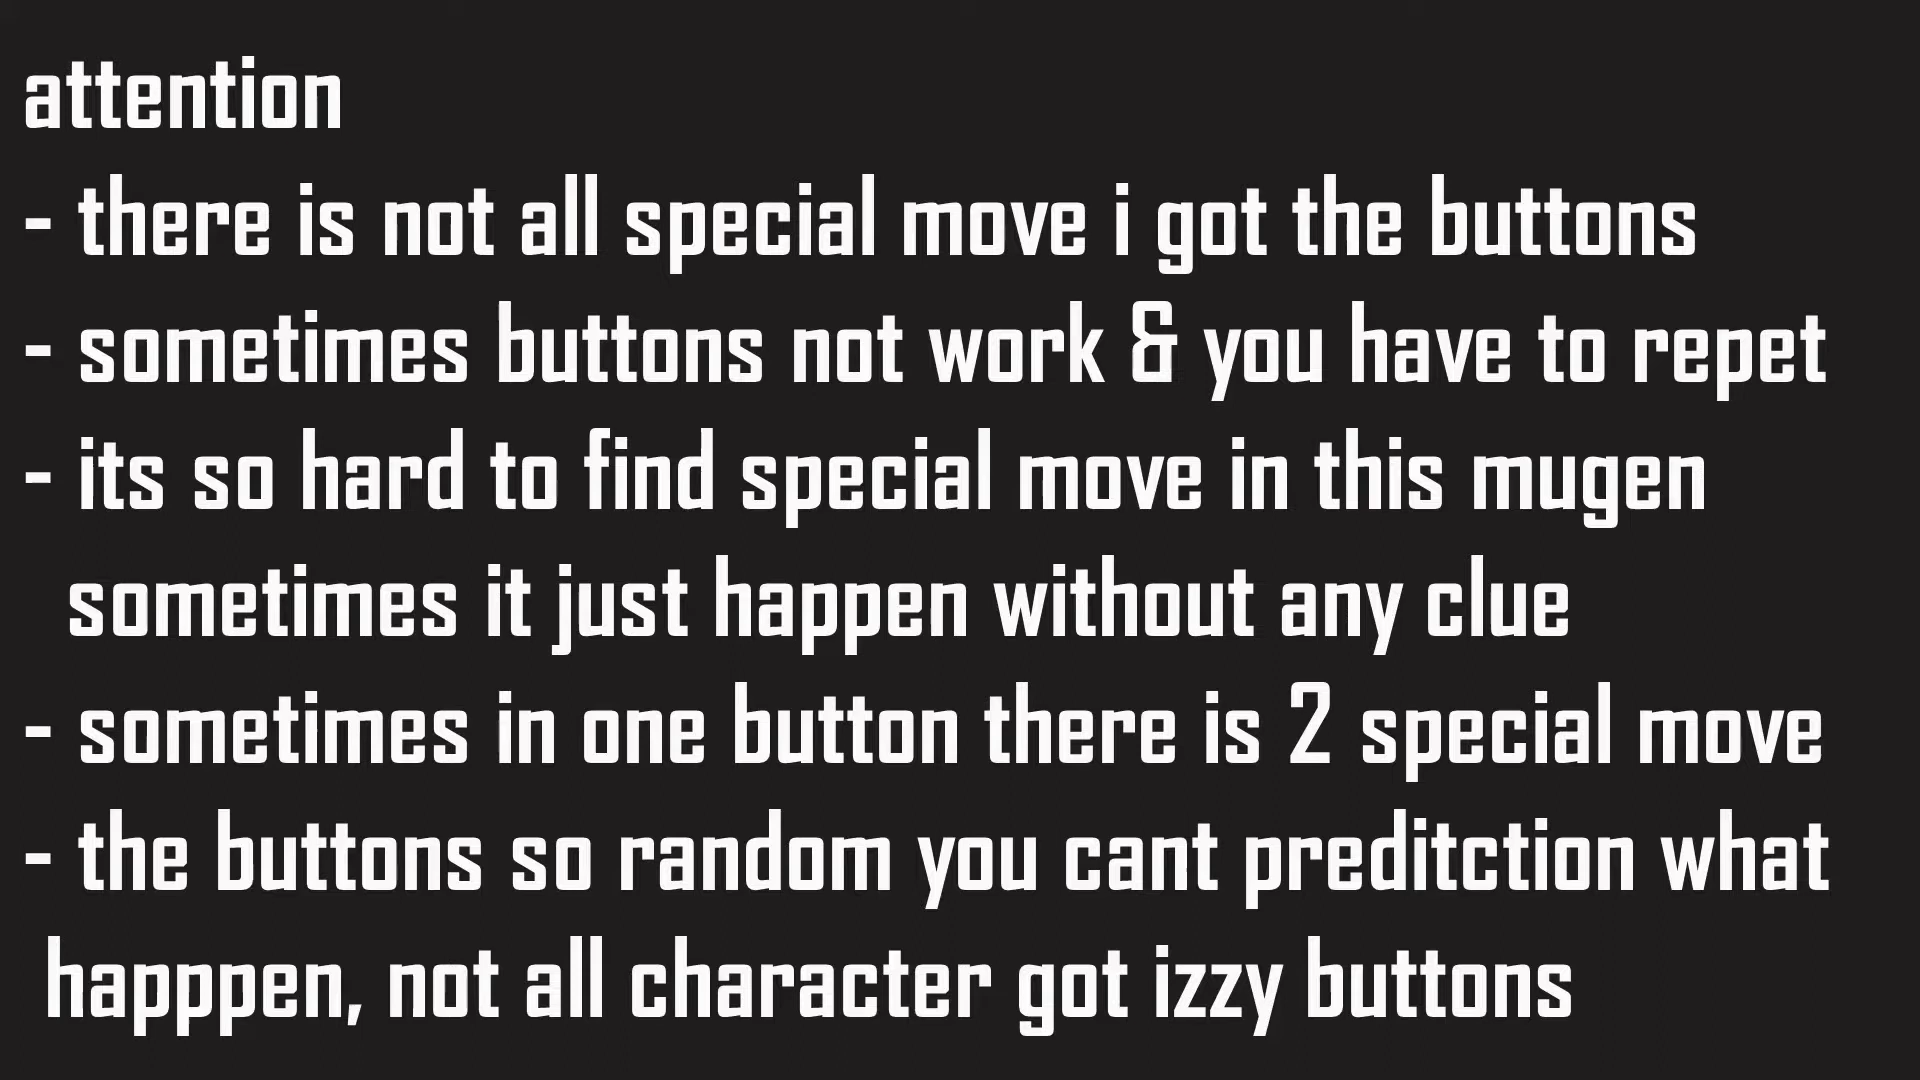 attention
- there is not all special move i got the buttons
- sometimes buttons not work & you have to repet
- its so hard to find special move in this mugen
sometimes it just happen without any clue
- sometimes in one button there is 2 special move
- the buttons so random you cant preditction what
happpen, not all character got izzy buttons